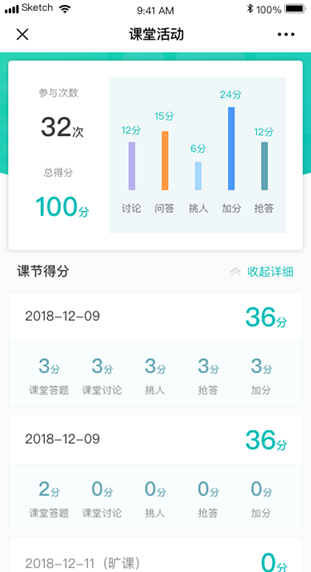 Sketch 9:41 AM 100%
课堂活动
参与次数
32次
总得分
100分
12分 15分 6分 24分 12分
讨论 问答 挑人 加分 抢答
课节得分 收起详细
2018-12-09 36分
3分 3分 3分 3分 3分
课堂答题 课堂讨论 挑人 抢答 加分
2018-12-09 36分
2分 0分 0分 0分 0分
课堂答题 课堂讨论 挑人 抢答 加分
2018-12-11（旷课） 0分